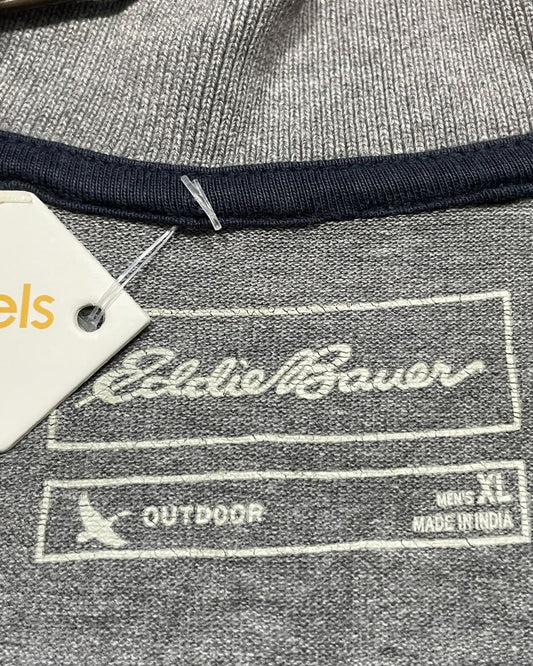 els
Eddie Bauer
OUTDOOR
MEN'S XL
MADE IN INDIA